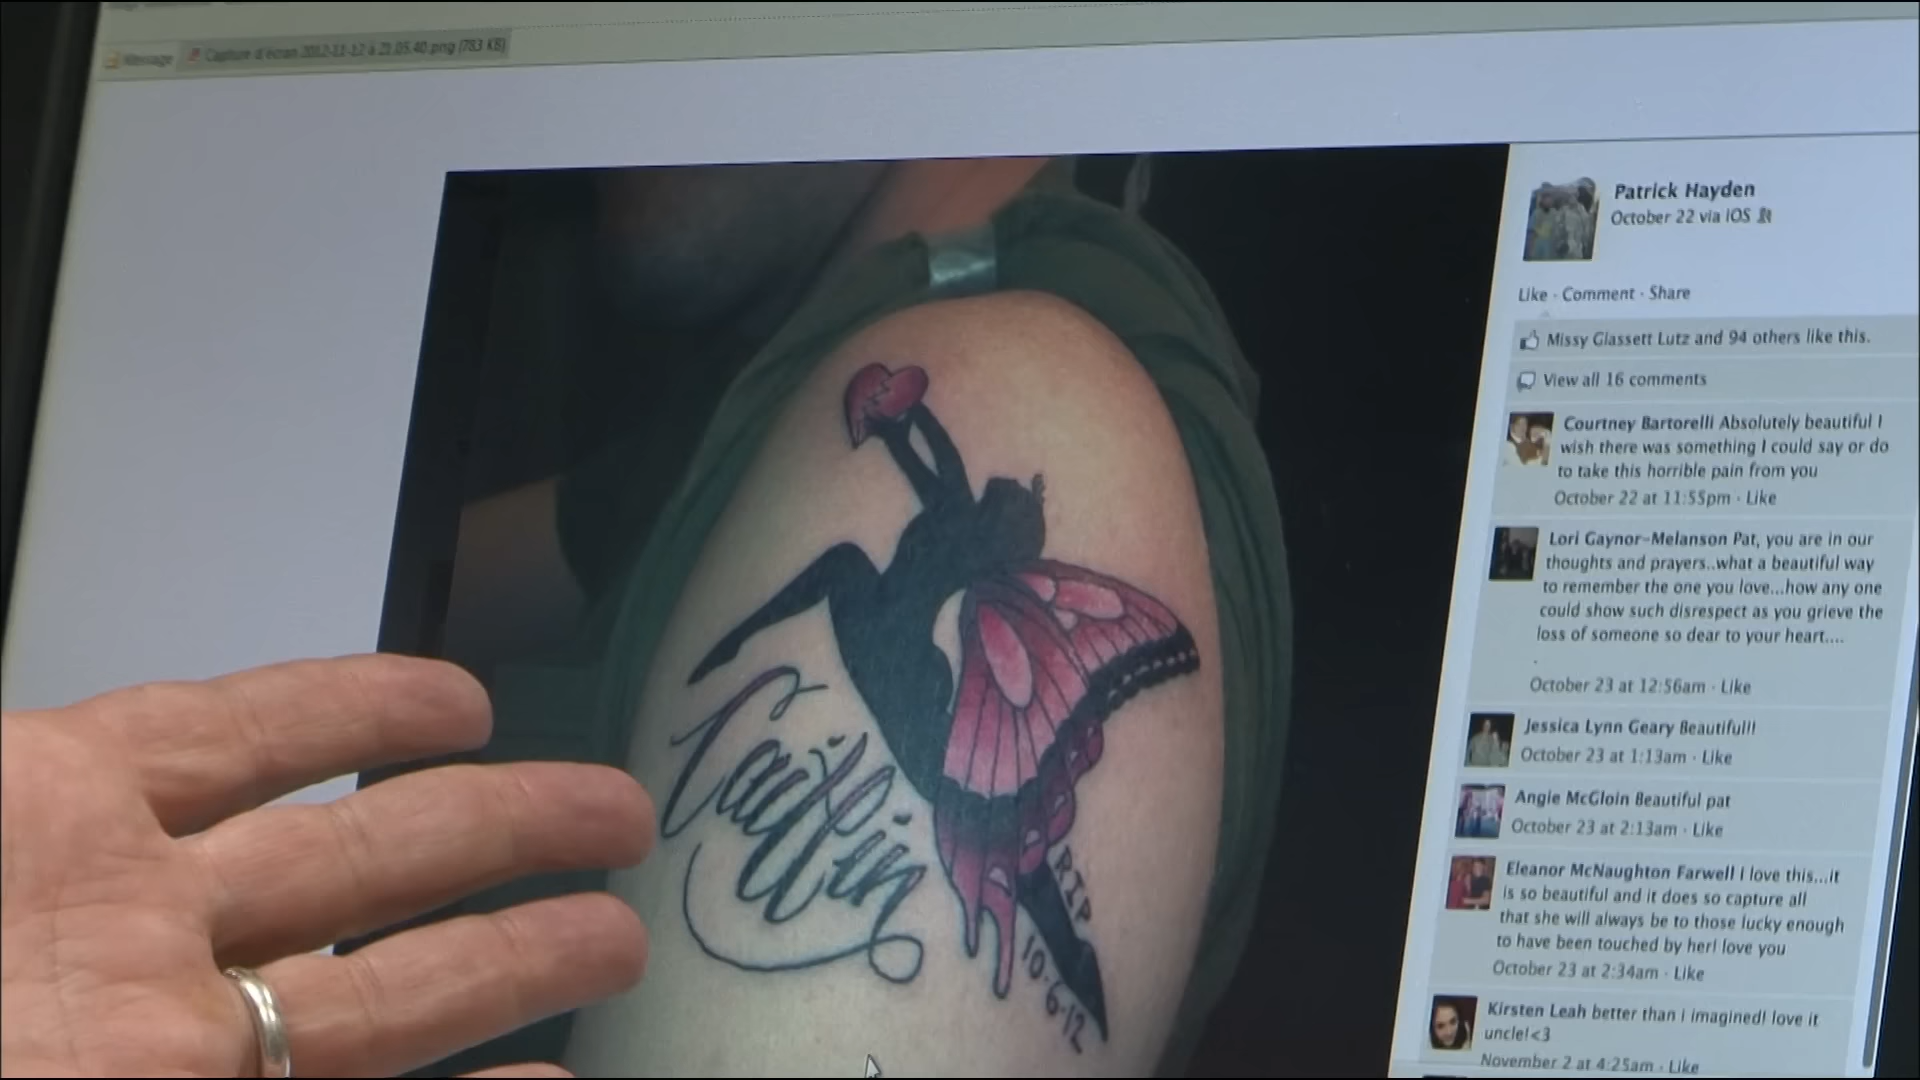 Message Capture d'écran 2012-11-12 à 21.05.40.png (783 KB)
Caitlin
RIP
10·6·12
Patrick Hayden
October 22 via iOS
Like · Comment · Share
Missy Glassett Lutz and 94 others like this.
View all 16 comments
Courtney Bartorelli Absolutely beautiful I
wish there was something I could say or do
to take this horrible pain from you
October 22 at 11:55pm · Like
Lori Gaynor-Melanson Pat, you are in our
thoughts and prayers..what a beautiful way
to remember the one you love...how any one
could show such disrespect as you grieve the
loss of someone so dear to your heart....
.
October 23 at 12:56am · Like
Jessica Lynn Geary Beautiful!!
October 23 at 1:13am · Like
Angie McGloin Beautiful pat
October 23 at 2:13am · Like
Eleanor McNaughton Farwell I love this...it
is so beautiful and it does so capture all
that she will always be to those lucky enough
to have been touched by her! love you
October 23 at 2:34am · Like
Kirsten Leah better than i imagined! love it
uncle!<3
November 2 at 4:25am · Like